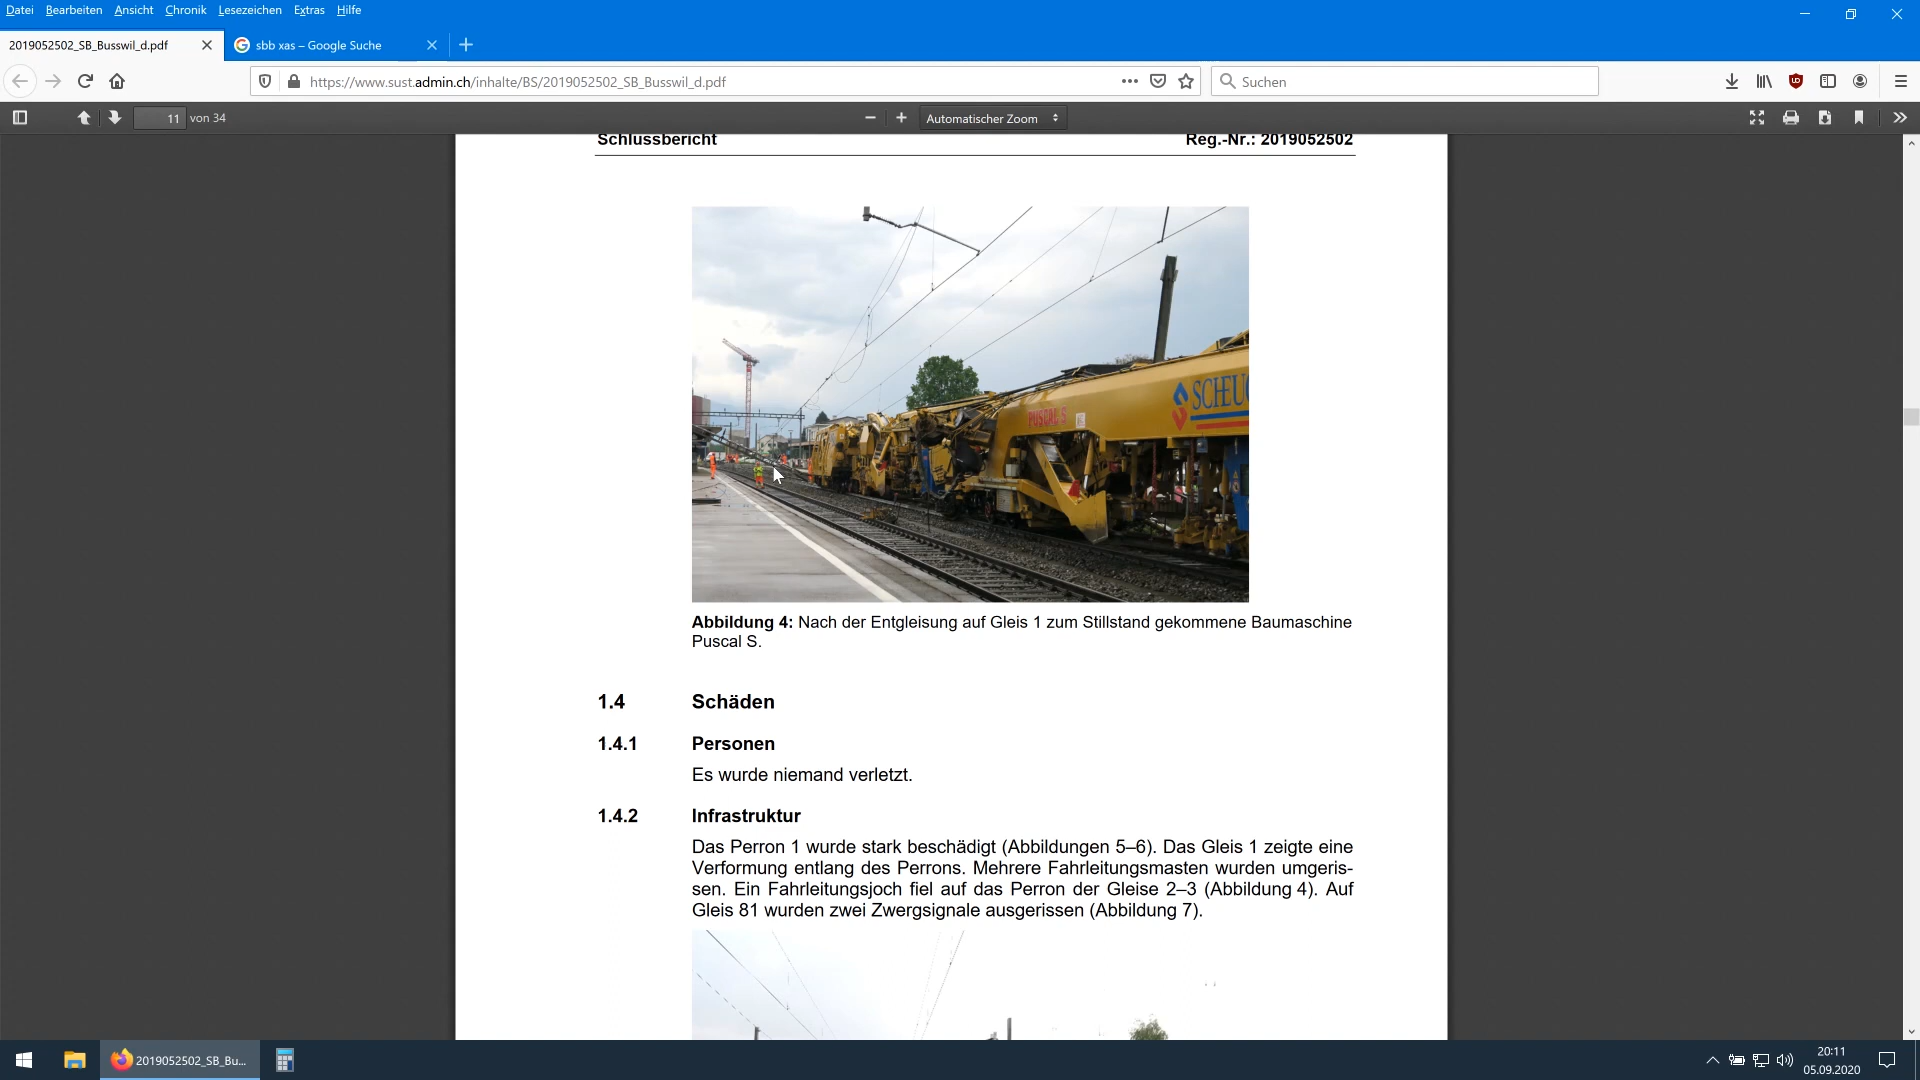 Datei Bearbeiten Ansicht Chronik Lesezeichen Extras Hilfe
2019052502_SB_Busswil_d.pdf
sbb xas – Google Suche
https://www.sust.admin.ch/inhalte/BS/2019052502_SB_Busswil_d.pdf
Suchen
11 von 34
Automatischer Zoom
Schlussbericht Reg.-Nr.: 2019052502
PUSCAL S
SCHEUC
Abbildung 4: Nach der Entgleisung auf Gleis 1 zum Stillstand gekommene Baumaschine
Puscal S.
1.4 Schäden
1.4.1 Personen
Es wurde niemand verletzt.
1.4.2 Infrastruktur
Das Perron 1 wurde stark beschädigt (Abbildungen 5–6). Das Gleis 1 zeigte eine
Verformung entlang des Perrons. Mehrere Fahrleitungsmasten wurden umgeris-
sen. Ein Fahrleitungsjoch fiel auf das Perron der Gleise 2–3 (Abbildung 4). Auf
Gleis 81 wurden zwei Zwergsignale ausgerissen (Abbildung 7).
2019052502_SB_Bu...
20:11
05.09.2020